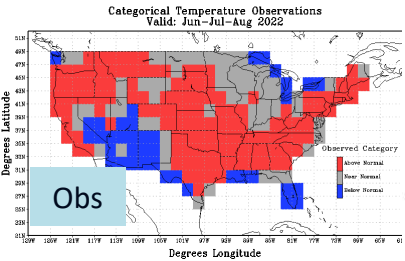 Categorical Temperature Observations
Valid: Jun-Jul-Aug 2022
Degrees Latitude
51N
49N
47N
45N
43N
41N
39N
37N
35N
33N
31N
29N
27N
25N
23N
21N
Observed Category
Above Normal
Near Normal
Below Normal
Obs
129W 125W 121W 117W 113W 109W 105W 101W 97W 93W 89W 85W 81W 77W 73W 69W 65W
Degrees Longitude